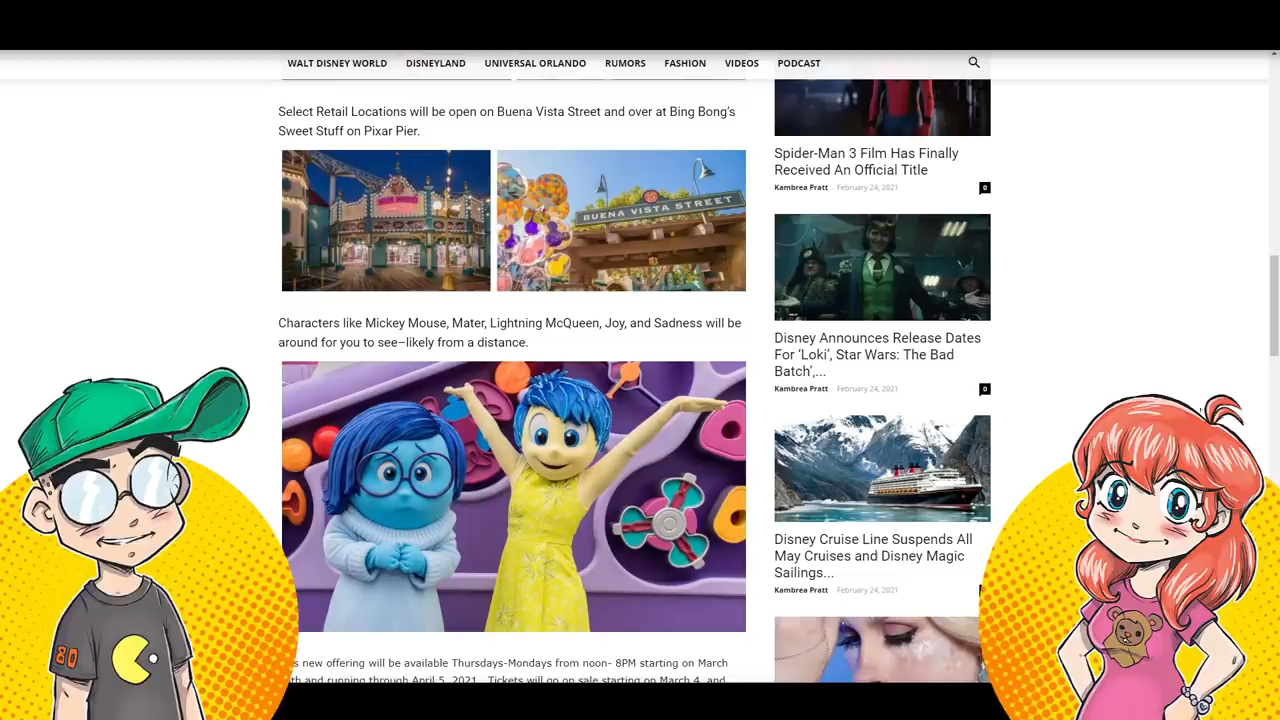 WALT DISNEY WORLD DISNEYLAND UNIVERSAL ORLANDO RUMORS FASHION VIDEOS PODCAST
Select Retail Locations will be open on Buena Vista Street and over at Bing Bong's
Sweet Stuff on Pixar Pier.
BUENA VISTA STREET
Characters like Mickey Mouse, Mater, Lightning McQueen, Joy, and Sadness will be
around for you to see–likely from a distance.
s new offering will be available Thursdays-Mondays from noon- 8PM starting on March
th and running through April 5, 2021. Tickets will go on sale starting on March 4, and
Spider-Man 3 Film Has Finally
Received An Official Title
Kambrea Pratt - February 24, 2021 0
Disney Announces Release Dates
For 'Loki', Star Wars: The Bad
Batch',...
Kambrea Pratt - February 24, 2021 0
Disney Cruise Line Suspends All
May Cruises and Disney Magic
Sailings...
Kambrea Pratt - February 24, 2021
80